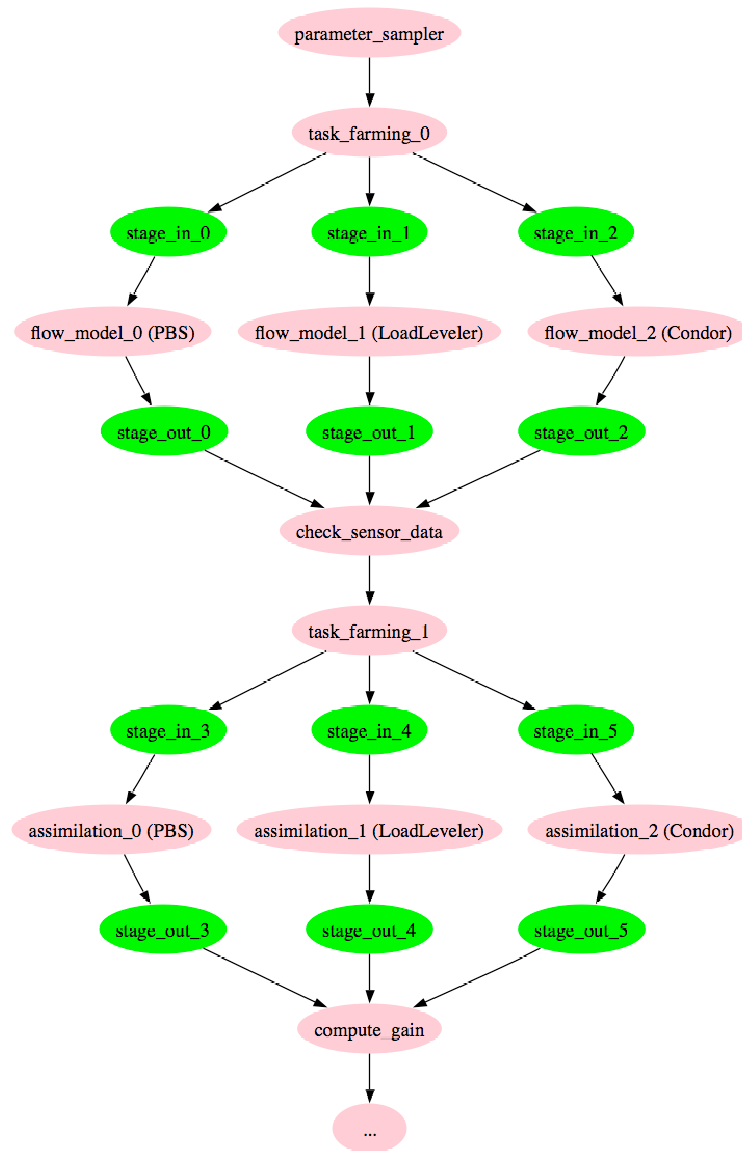 parameter_sampler
task_farming_0
stage_in_0
stage_in_1
stage_in_2
flow_model_0 (PBS)
flow_model_1 (LoadLeveler)
flow_model_2 (Condor)
stage_out_0
stage_out_1
stage_out_2
check_sensor_data
task_farming_1
stage_in_3
stage_in_4
stage_in_5
assimilation_0 (PBS)
assimilation_1 (LoadLeveler)
assimilation_2 (Condor)
stage_out_3
stage_out_4
stage_out_5
compute_gain
...